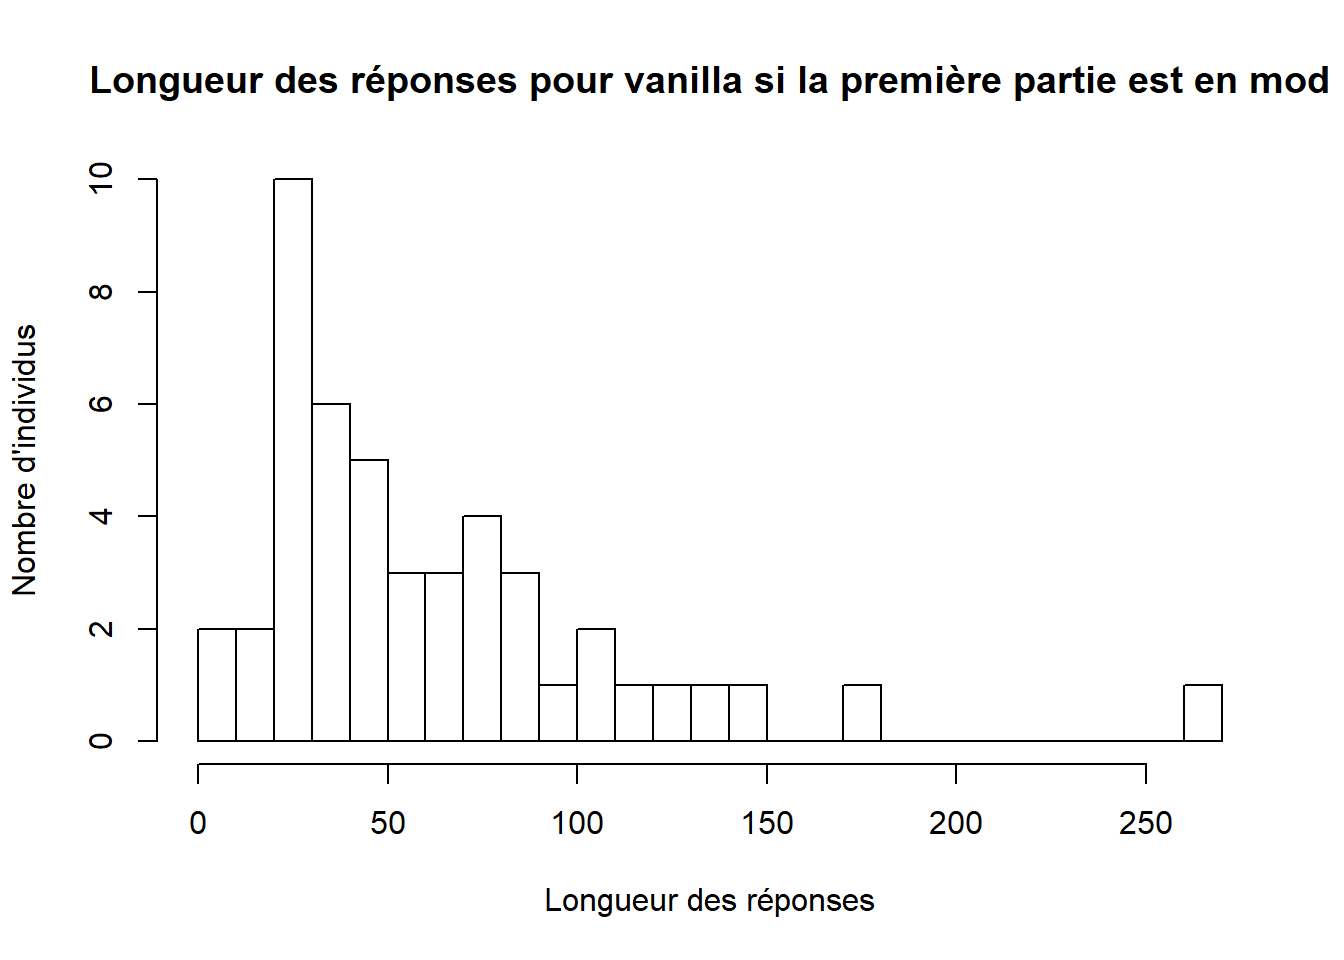 Longueur des réponses pour vanilla si la première partie est en mod
10
8
6
4
2
0
Nombre d'individus
0 50 100 150 200 250
Longueur des réponses